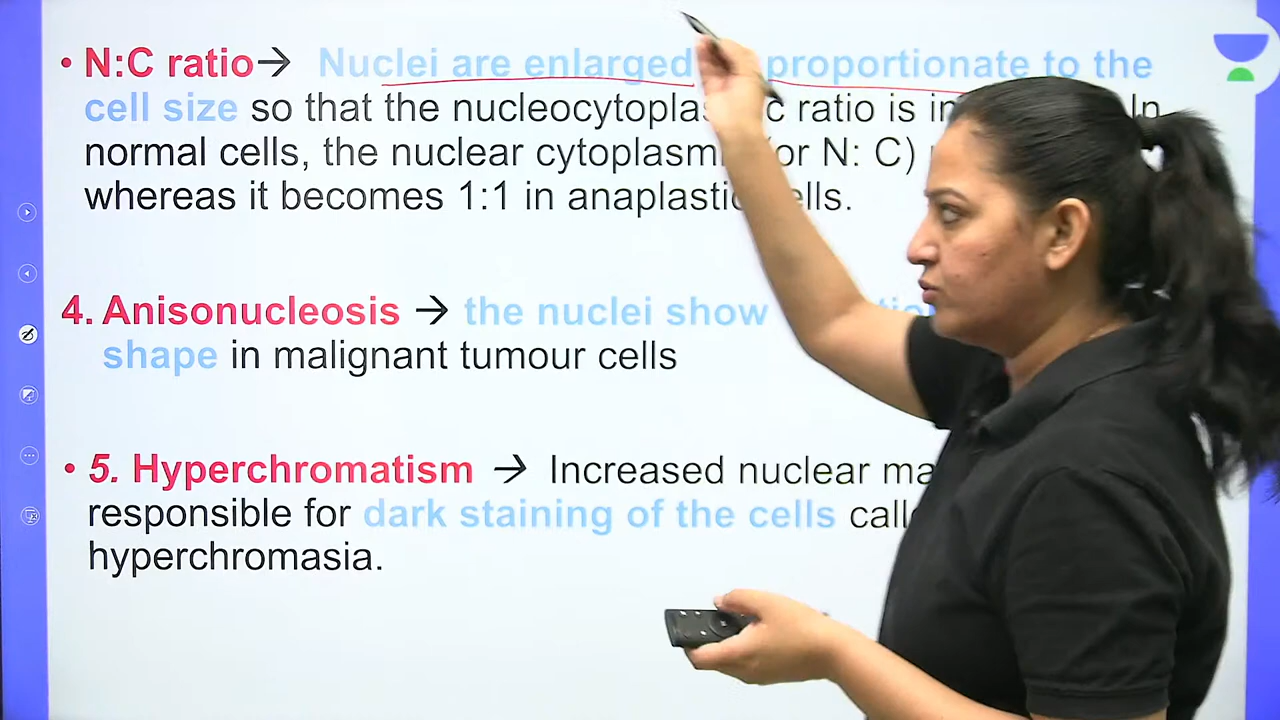 • N:C ratio→ Nuclei are enlarged proportionate to the
cell size so that the nucleocytoplas c ratio is in In
normal cells, the nuclear cytoplasmi (or N: C)
whereas it becomes 1:1 in anaplastic ells.
4. Anisonucleosis → the nuclei show
shape in malignant tumour cells
• 5. Hyperchromatism → Increased nuclear ma
responsible for dark staining of the cells call
hyperchromasia.